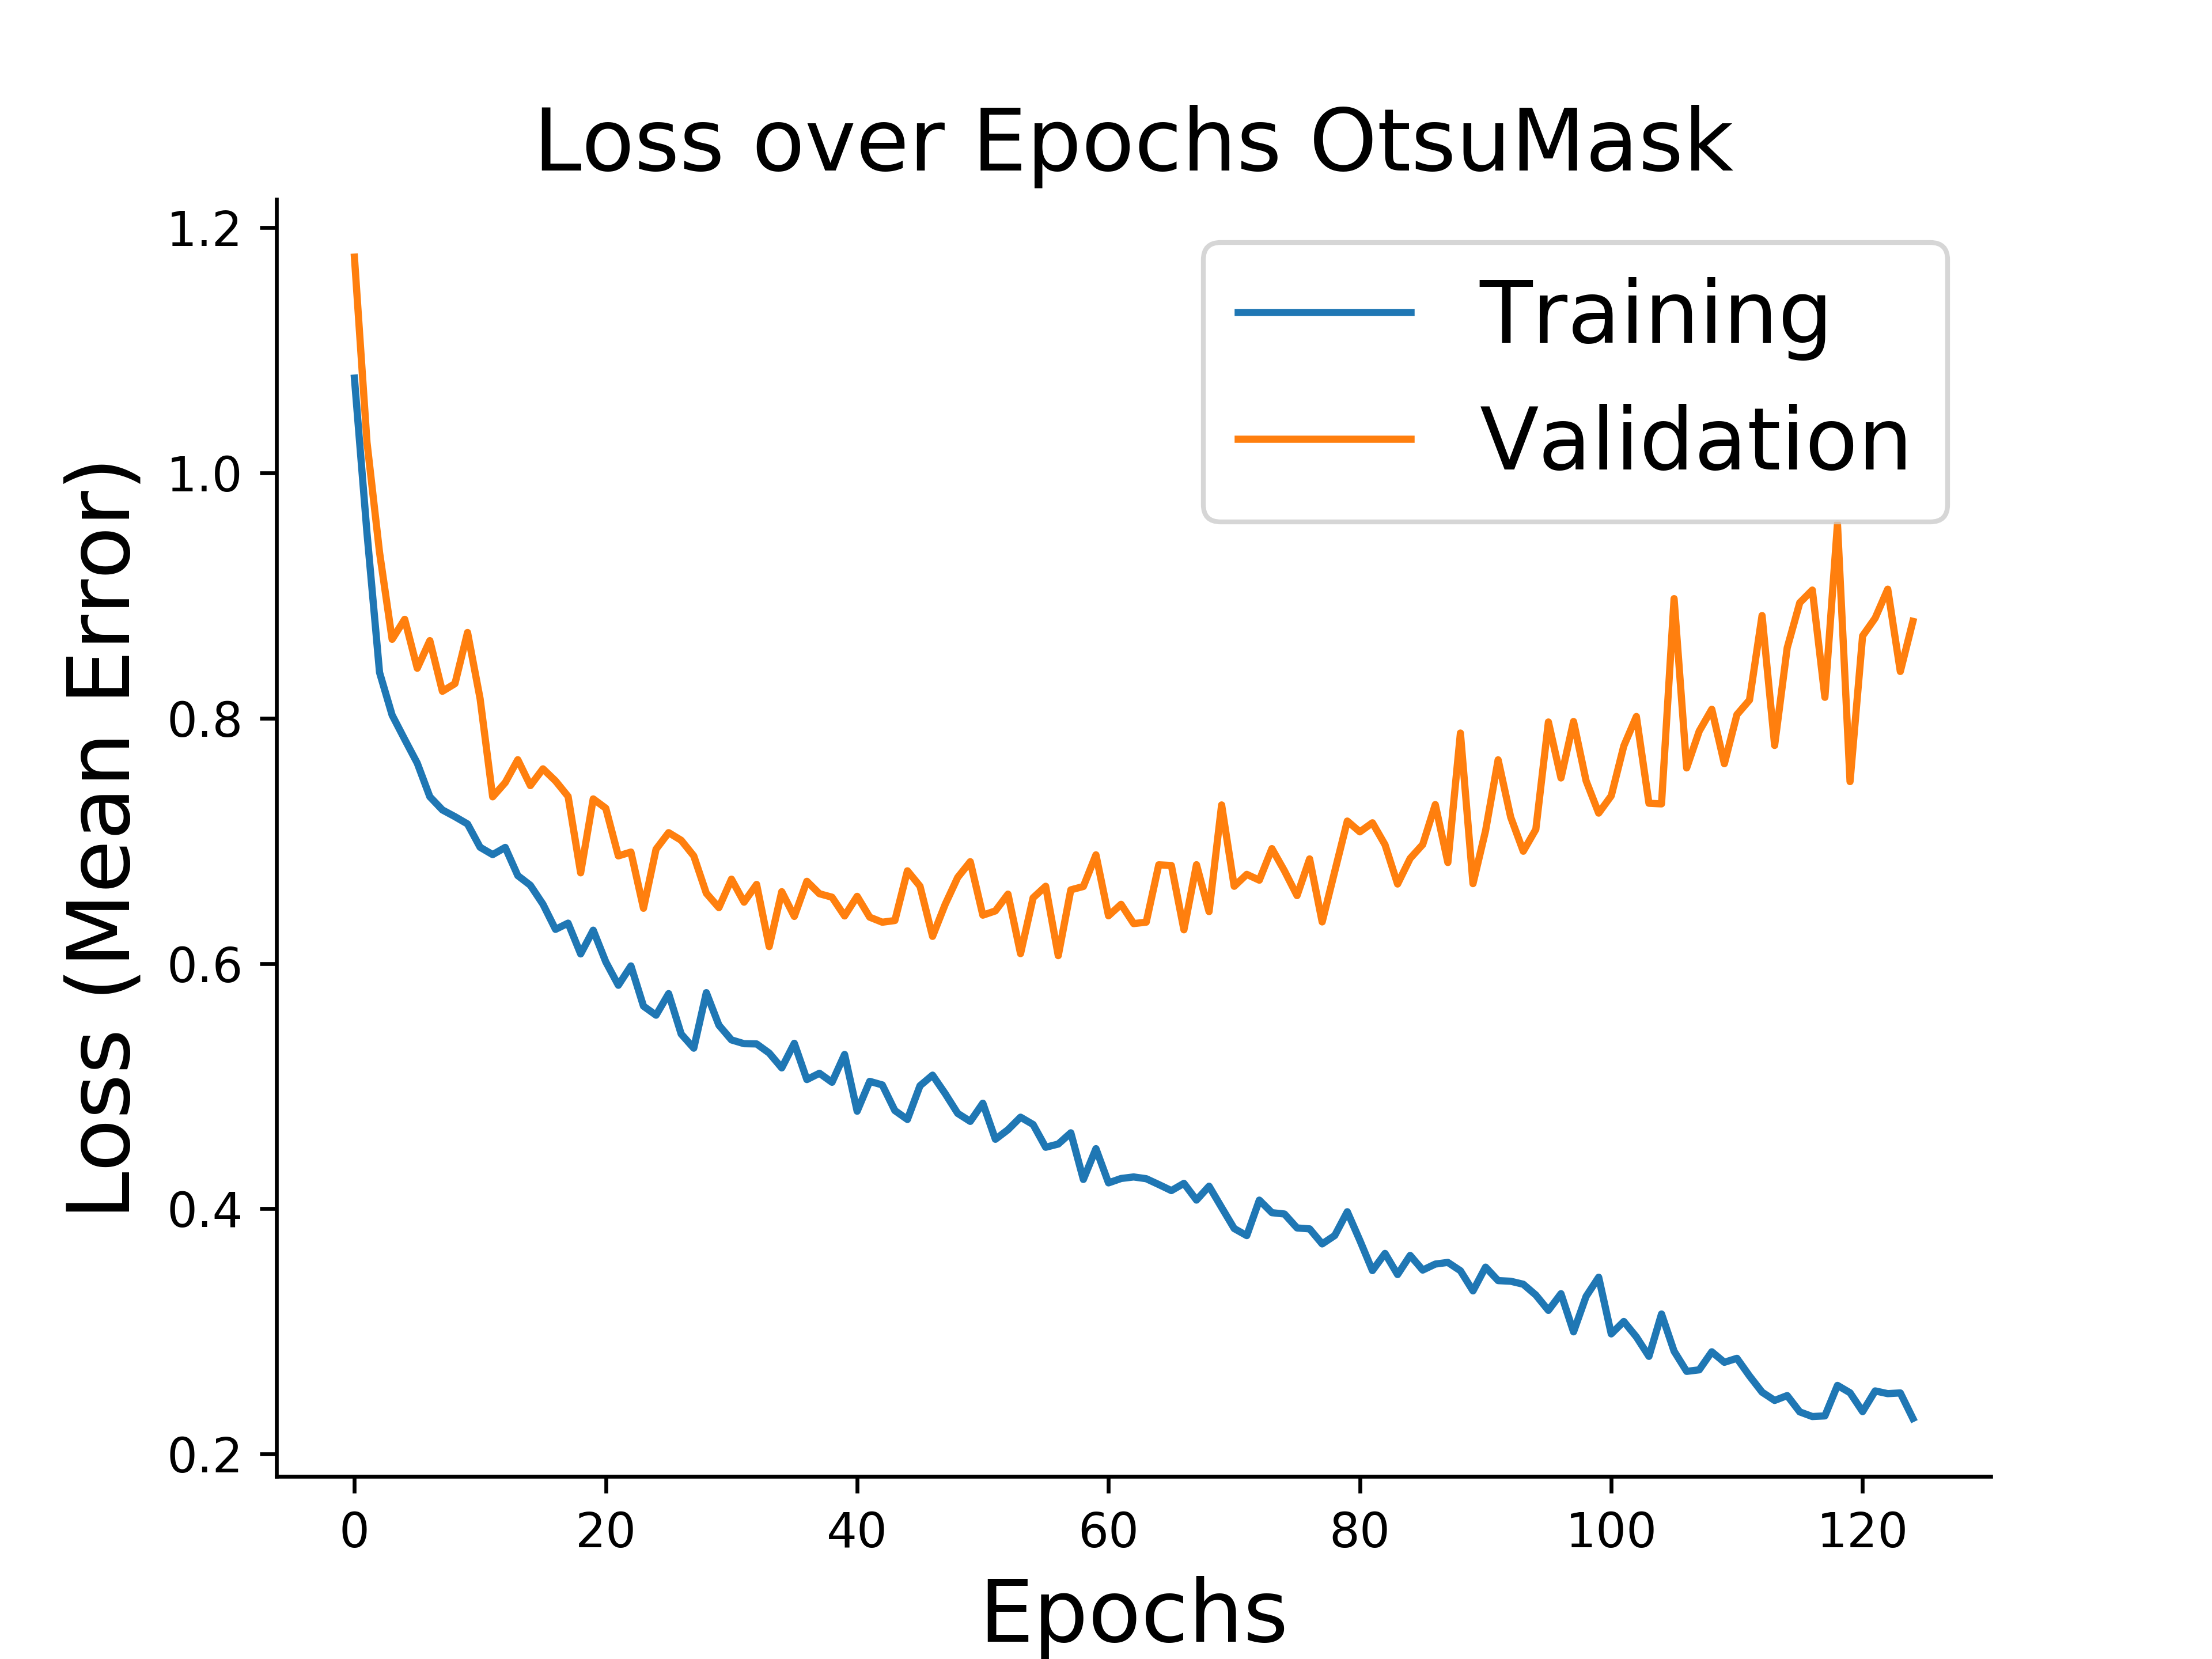 Loss over Epochs OtsuMask
1.2
1.0
0.8
0.6
0.4
0.2
Loss (Mean Error)
Training
Validation
0 20 40 60 80 100 120
Epochs